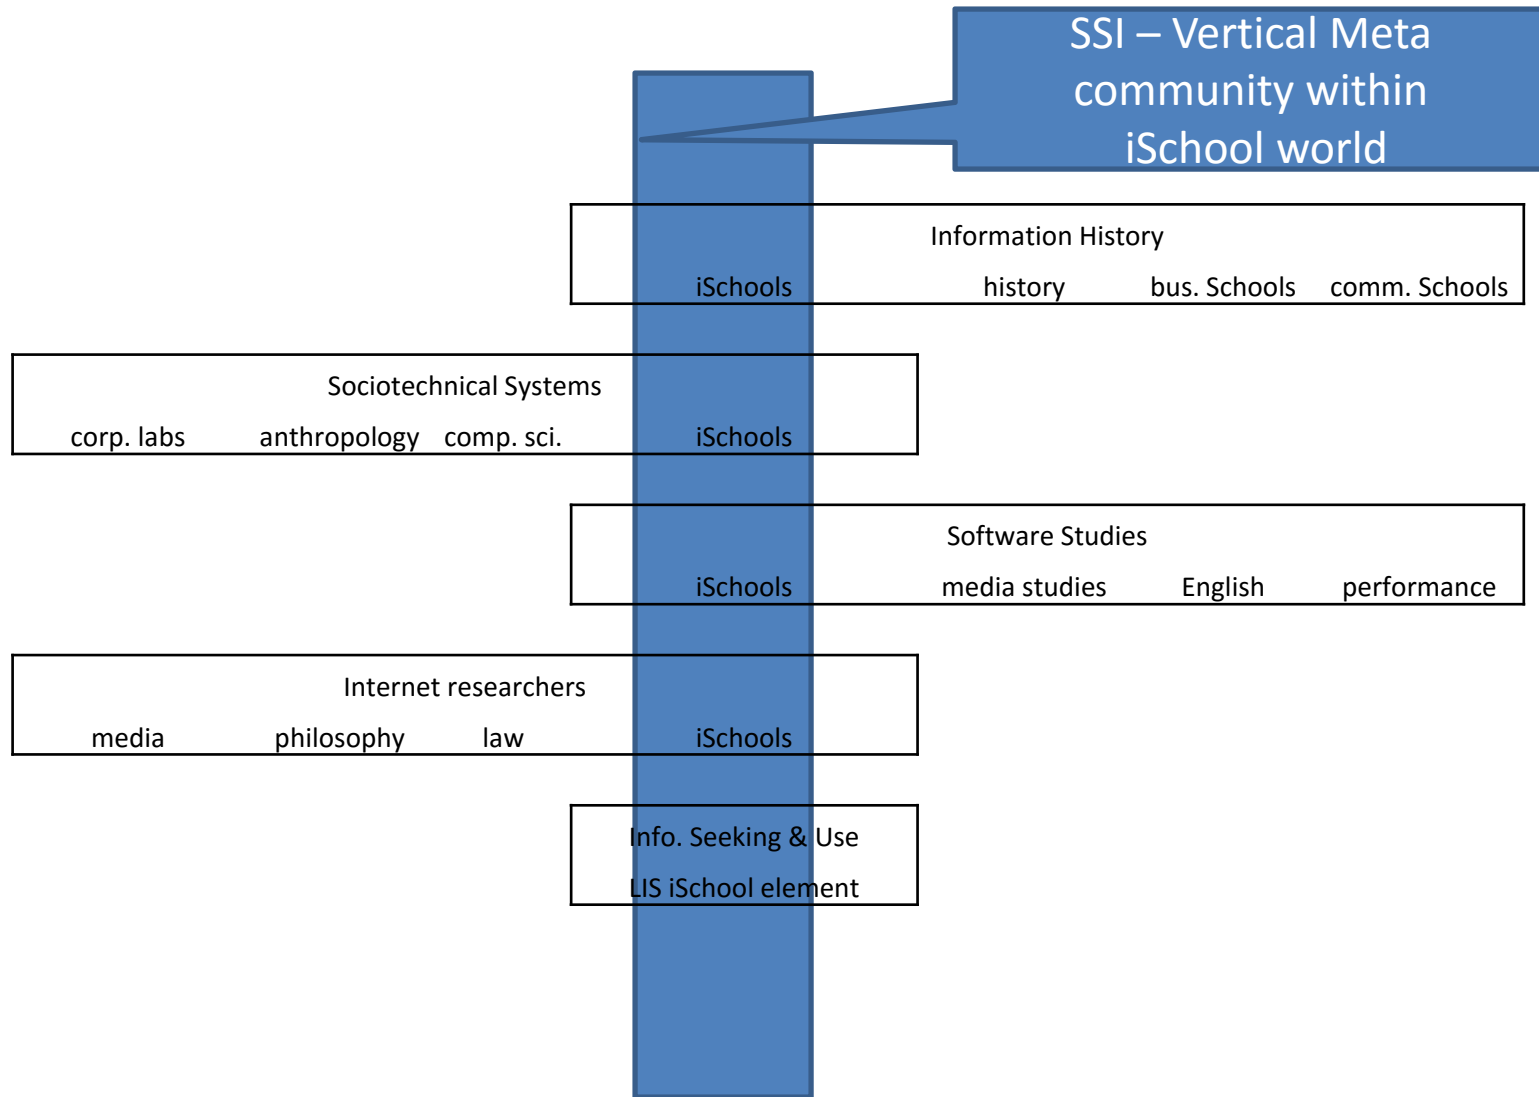 SSI – Vertical Meta
community within
iSchool world
Information History
iSchools history bus. Schools comm. Schools
Sociotechnical Systems
corp. labs anthropology comp. sci. iSchools
Software Studies
iSchools media studies English performance
Internet researchers
media philosophy law iSchools
Info. Seeking & Use
LIS iSchool element